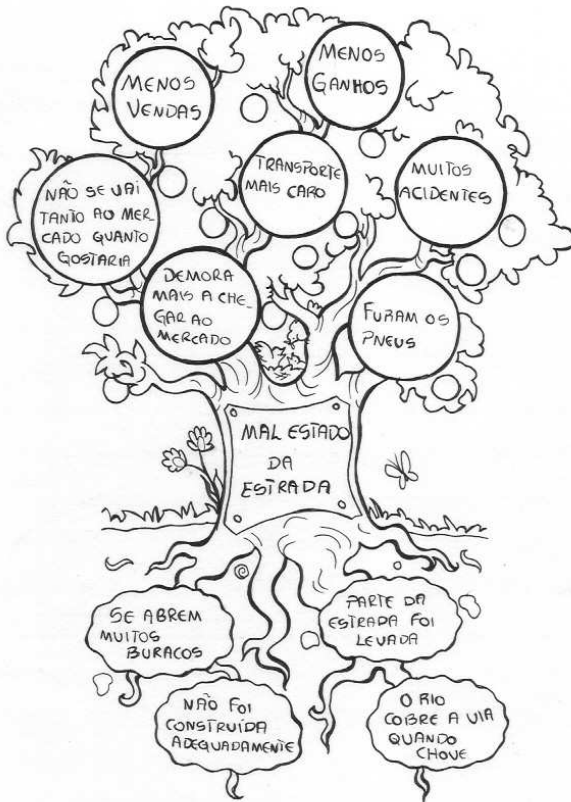 MENOS
VENDAS
MENOS
GANHOS
NÃO SE VAI
TANTO AO MER
CADO QUANTO
GOSTARIA
TRANSPORTE
MAIS CARO
MUITOS
ACIDENTES
DEMORA
MAIS A CHE_
GAR AO
MERCADO
FURAM OS
PNEUS
MAL ESTADO
DA
ESTRADA
SE ABREM
MUITOS
BURACOS
PARTE DA
ESTRADA FOI
LEVADA
NÃO FOI
CONSTRUÍDA
ADEQUADAMENTE
O RIO
COBRE A VIA
QUANDO
CHOVE